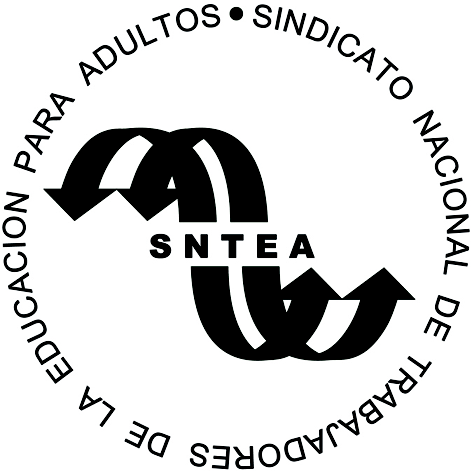 SINDICATO NACIONAL DE TRABAJADORES DE LA EDUCACION PARA ADULTOS •
SNTEA